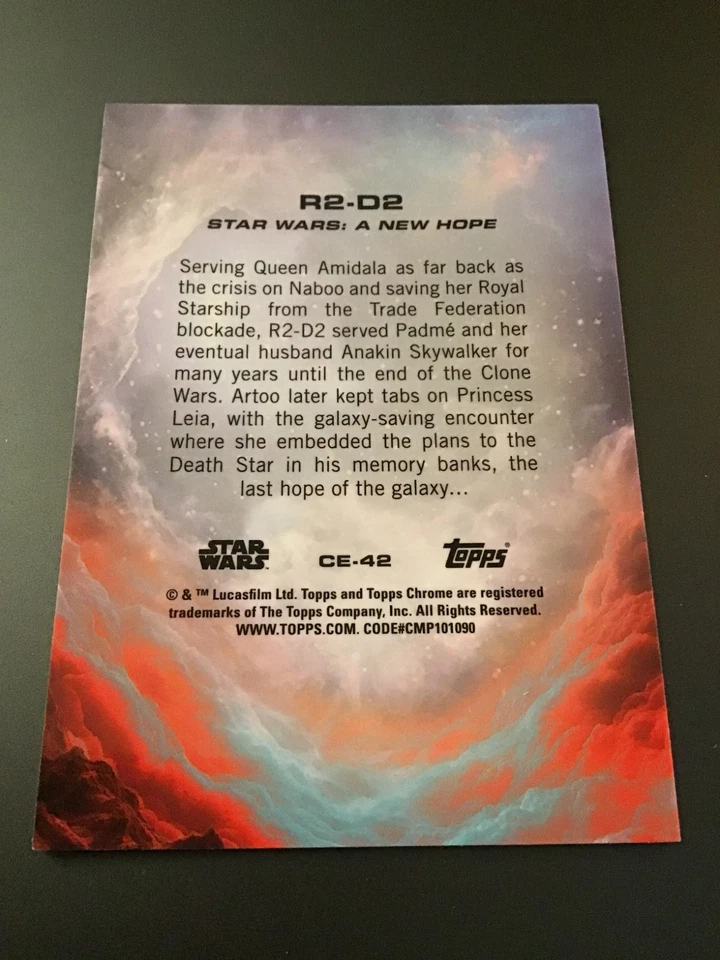 R2-D2
STAR WARS: A NEW HOPE
Serving Queen Amidala as far back as
the crisis on Naboo and saving her Royal
Starship from the Trade Federation
blockade, R2-D2 served Padmé and her
eventual husband Anakin Skywalker for
many years until the end of the Clone
Wars. Artoo later kept tabs on Princess
Leia, with the galaxy-saving encounter
where she embedded the plans to the
Death Star in his memory banks, the
last hope of the galaxy...
STAR WARS CE-42 Topps®
© & ™ Lucasfilm Ltd. Topps and Topps Chrome are registered
trademarks of The Topps Company, Inc. All Rights Reserved.
WWW.TOPPS.COM. CODE#CMP101090